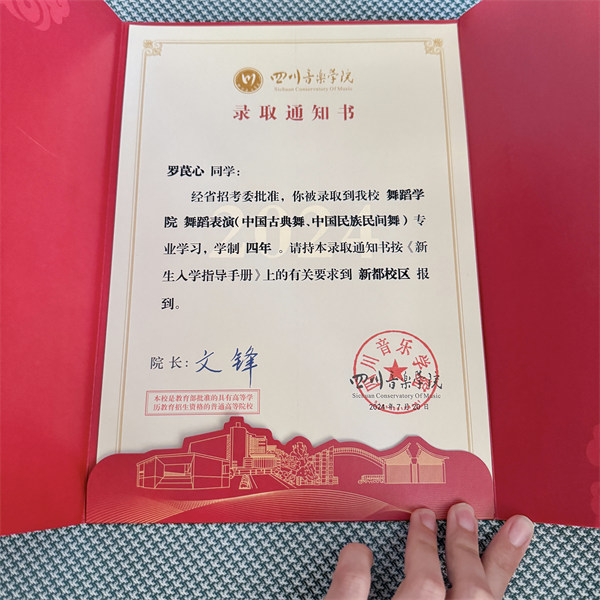 四川音乐学院
Sichuan Conservatory Of Music
录取通知书
2024
罗苠心 同学：
经省招考委批准，你被录取到我校 舞蹈学
院 舞蹈表演(中国古典舞、中国民族民间舞) 专
业学习，学制 四年 。请持本录取通知书按《新
生入学指导手册》上的有关要求到 新都校区 报
到。
院 长：文锋
四川音乐学院
四川音乐学院
Sichuan Conservatory Of Music
2024 年 7 月 20 日
本校是教育部批准的具有高等学
历教育招生资格的普通高等院校